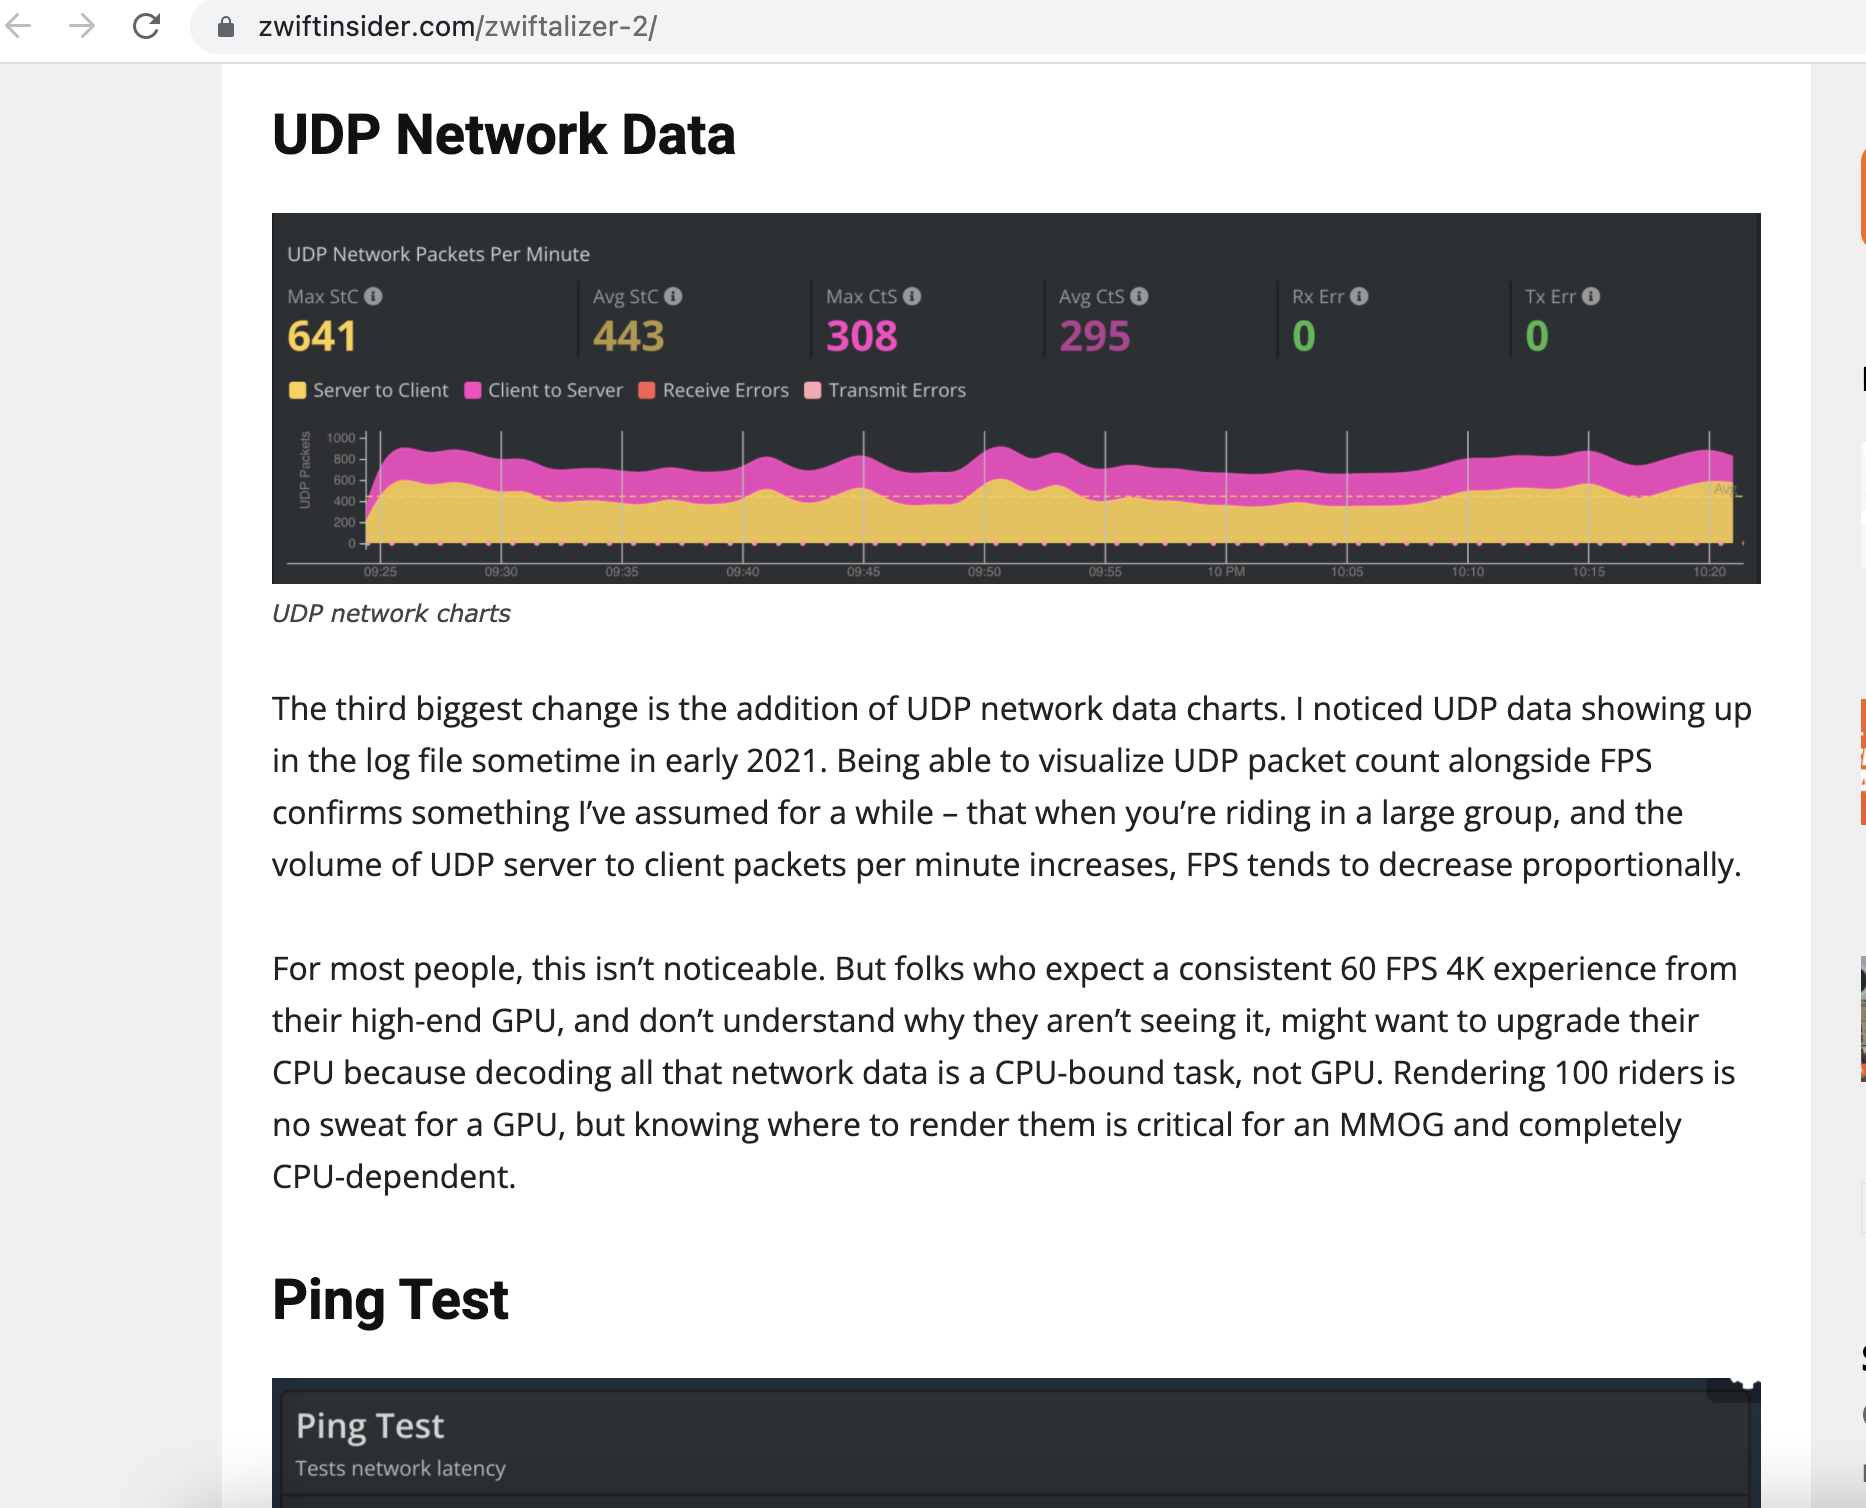 zwiftinsider.com/zwiftalizer-2/
UDP Network Data
UDP Network Packets Per Minute
Max StC Avg StC Max CtS Avg CtS Rx Err Tx Err
641 443 308 295 0 0
Server to Client Client to Server Receive Errors Transmit Errors
UDP Packets
1000
800
600
400
200
0
Avg
09:25 09:30 09:35 09:40 09:45 09:50 09:55 10 PM 10:05 10:10 10:15 10:20
UDP network charts
The third biggest change is the addition of UDP network data charts. I noticed UDP data showing up
in the log file sometime in early 2021. Being able to visualize UDP packet count alongside FPS
confirms something I’ve assumed for a while – that when you’re riding in a large group, and the
volume of UDP server to client packets per minute increases, FPS tends to decrease proportionally.
For most people, this isn’t noticeable. But folks who expect a consistent 60 FPS 4K experience from
their high-end GPU, and don’t understand why they aren’t seeing it, might want to upgrade their
CPU because decoding all that network data is a CPU-bound task, not GPU. Rendering 100 riders is
no sweat for a GPU, but knowing where to render them is critical for an MMOG and completely
CPU-dependent.
Ping Test
Ping Test
Tests network latency